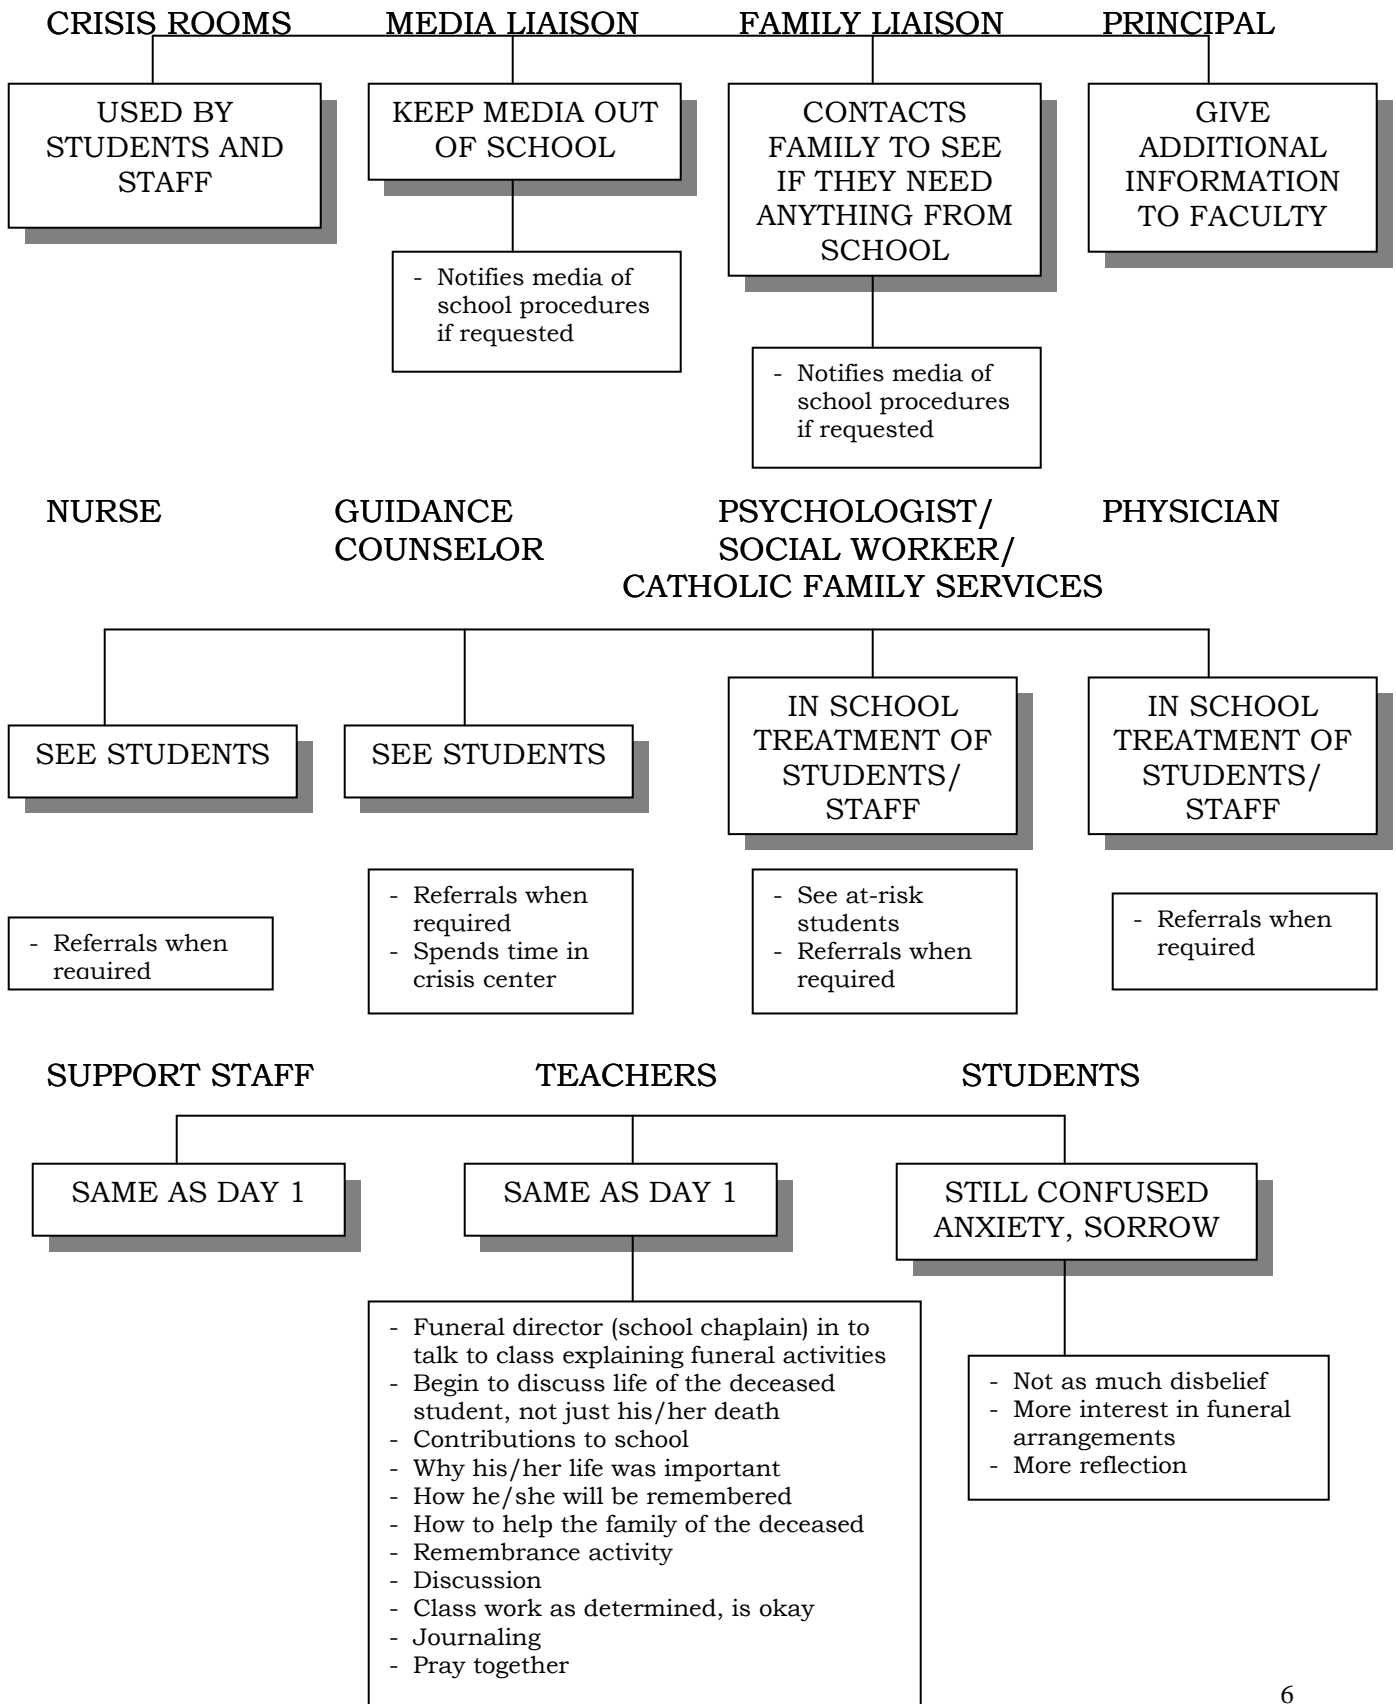 CRISIS ROOMS
MEDIA LIAISON
FAMILY LIAISON
PRINCIPAL
USED BY
STUDENTS AND
STAFF
KEEP MEDIA OUT
OF SCHOOL
- Notifies media of
school procedures
if requested
CONTACTS
FAMILY TO SEE
IF THEY NEED
ANYTHING FROM
SCHOOL
- Notifies media of
school procedures
if requested
GIVE
ADDITIONAL
INFORMATION
TO FACULTY
NURSE
GUIDANCE
COUNSELOR
PSYCHOLOGIST/
SOCIAL WORKER/
CATHOLIC FAMILY SERVICES
PHYSICIAN
SEE STUDENTS
- Referrals when
required
SEE STUDENTS
- Referrals when
required
- Spends time in
crisis center
IN SCHOOL
TREATMENT OF
STUDENTS/
STAFF
- See at-risk
students
- Referrals when
required
IN SCHOOL
TREATMENT OF
STUDENTS/
STAFF
- Referrals when
required
SUPPORT STAFF
TEACHERS
STUDENTS
SAME AS DAY 1
SAME AS DAY 1
- Funeral director (school chaplain) in to
talk to class explaining funeral activities
- Begin to discuss life of the deceased
student, not just his/her death
- Contributions to school
- Why his/her life was important
- How he/she will be remembered
- How to help the family of the deceased
- Remembrance activity
- Discussion
- Class work as determined, is okay
- Journaling
- Pray together
STILL CONFUSED
ANXIETY, SORROW
- Not as much disbelief
- More interest in funeral
arrangements
- More reflection
6